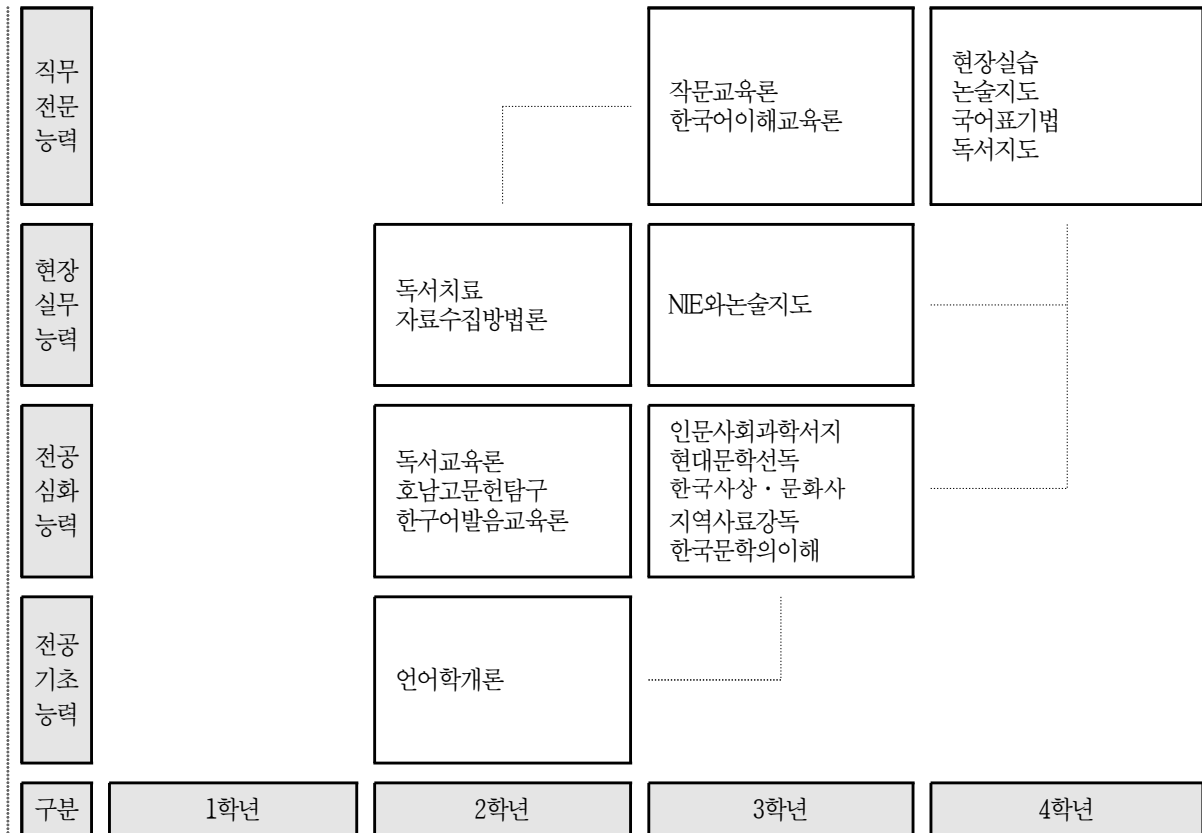 직무
전문
능력
작문교육론
한국어이해교육론
현장실습
논술지도
국어표기법
독서지도
현장
실무
능력
독서치료
자료수집방법론
NIE와논술지도
전공
심화
능력
독서교육론
호남고문헌탐구
한구어발음교육론
인문사회과학서지
현대문학선독
한국사상·문화사
지역사료강독
한국문학의이해
전공
기초
능력
언어학개론
구분
1학년
2학년
3학년
4학년